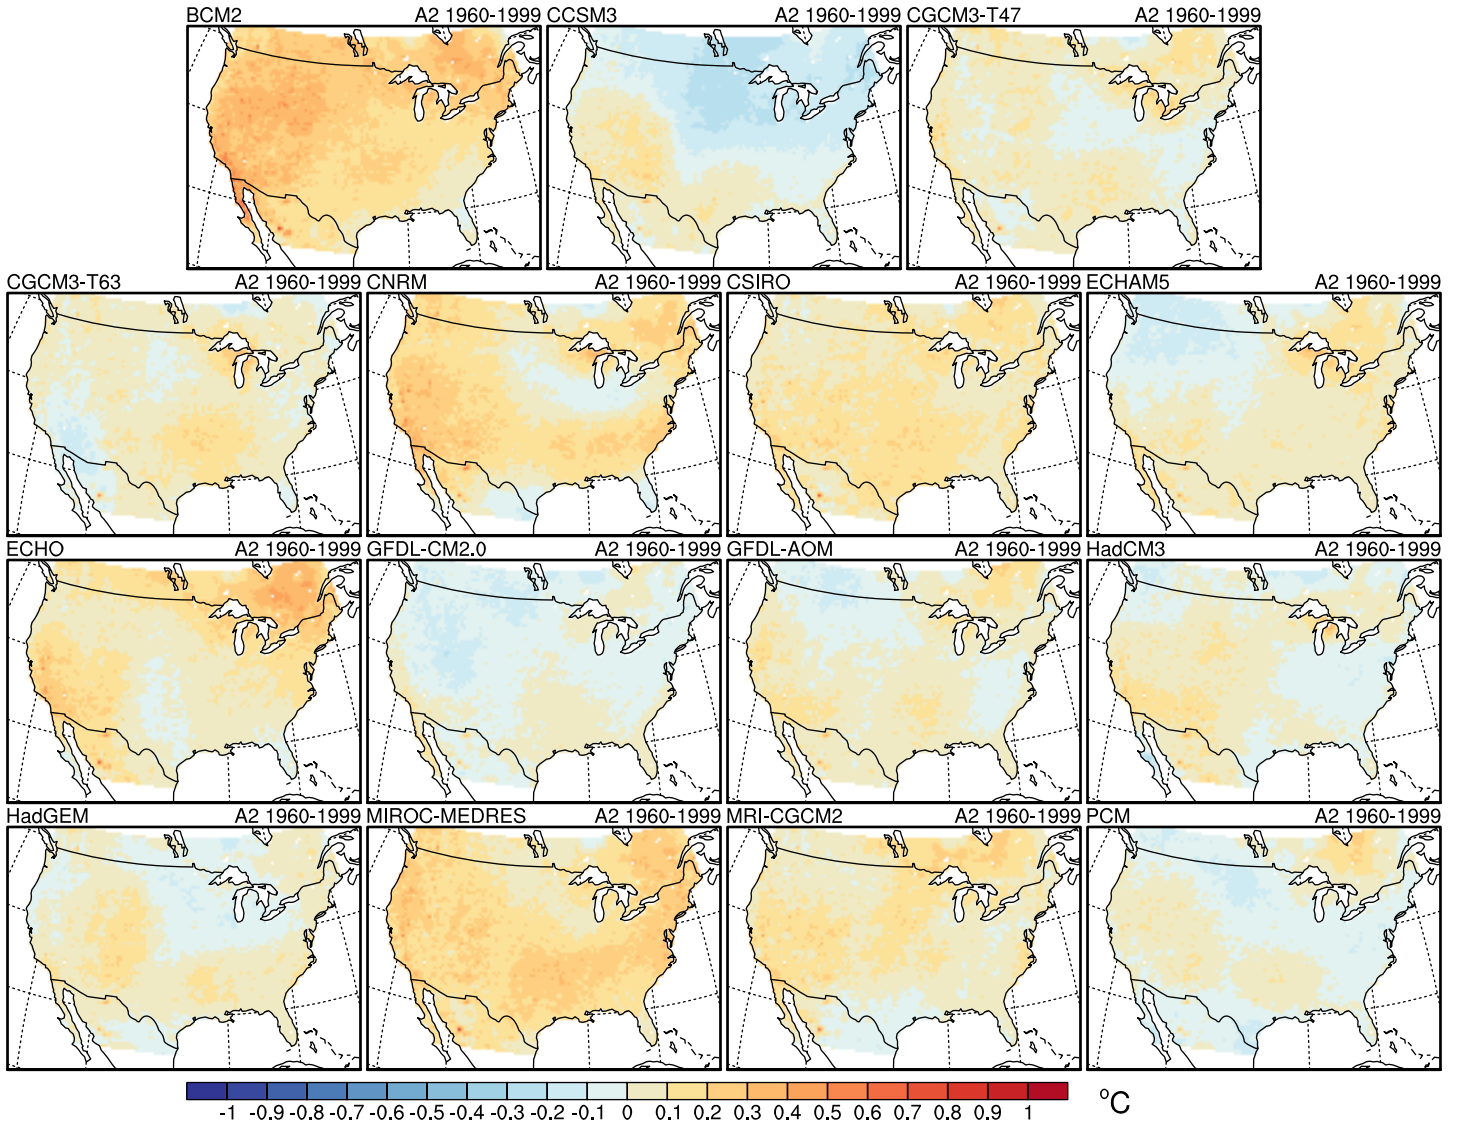 BCM2 A2 1960-1999 CCSM3 A2 1960-1999 CGCM3-T47 A2 1960-1999
CGCM3-T63 A2 1960-1999 CNRM A2 1960-1999 CSIRO A2 1960-1999 ECHAM5 A2 1960-1999
ECHO A2 1960-1999 GFDL-CM2.0 A2 1960-1999 GFDL-AOM A2 1960-1999 HadCM3 A2 1960-1999
HadGEM A2 1960-1999 MIROC-MEDRES A2 1960-1999 MRI-CGCM2 A2 1960-1999 PCM A2 1960-1999
-1 -0.9 -0.8 -0.7 -0.6 -0.5 -0.4 -0.3 -0.2 -0.1 0 0.1 0.2 0.3 0.4 0.5 0.6 0.7 0.8 0.9 1 °C